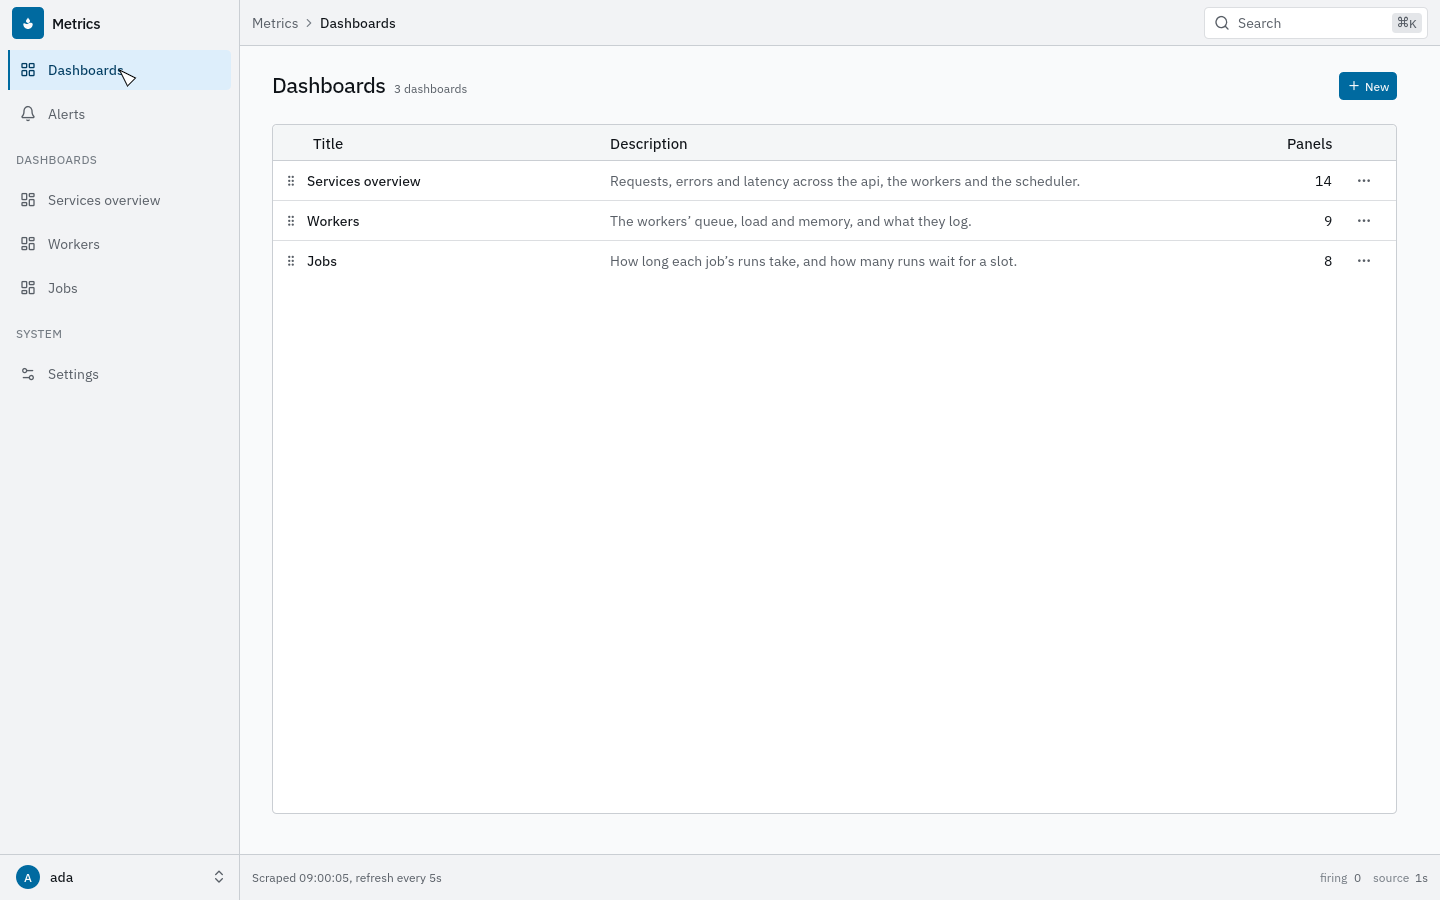 Metrics
Metrics > Dashboards
Search
⌘K
Dashboards
Alerts
DASHBOARDS
Services overview
Workers
Jobs
SYSTEM
Settings
A ada
Dashboards 3 dashboards
+ New
Title Description Panels
Services overview Requests, errors and latency across the api, the workers and the scheduler. 14
Workers The workers’ queue, load and memory, and what they log. 9
Jobs How long each job’s runs take, and how many runs wait for a slot. 8
Scraped 09:00:05, refresh every 5s
firing 0 source 1s